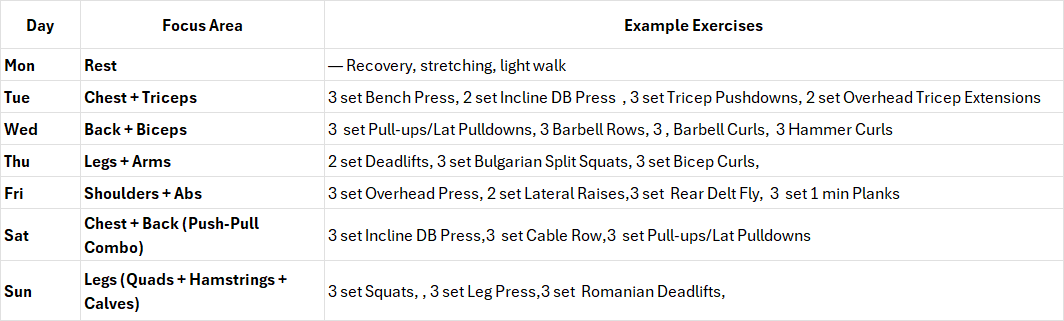 Day Focus Area Example Exercises
Mon Rest — Recovery, stretching, light walk
Tue Chest + Triceps 3 set Bench Press, 2 set Incline DB Press , 3 set Tricep Pushdowns, 2 set Overhead Tricep Extensions
Wed Back + Biceps 3 set Pull-ups/Lat Pulldowns, 3 Barbell Rows, 3 , Barbell Curls, 3 Hammer Curls
Thu Legs + Arms 2 set Deadlifts, 3 set Bulgarian Split Squats, 3 set Bicep Curls,
Fri Shoulders + Abs 3 set Overhead Press, 2 set Lateral Raises,3 set Rear Delt Fly, 3 set 1 min Planks
Sat Chest + Back (Push-Pull
Combo) 3 set Incline DB Press,3 set Cable Row,3 set Pull-ups/Lat Pulldowns
Sun Legs (Quads + Hamstrings +
Calves) 3 set Squats, , 3 set Leg Press,3 set Romanian Deadlifts,